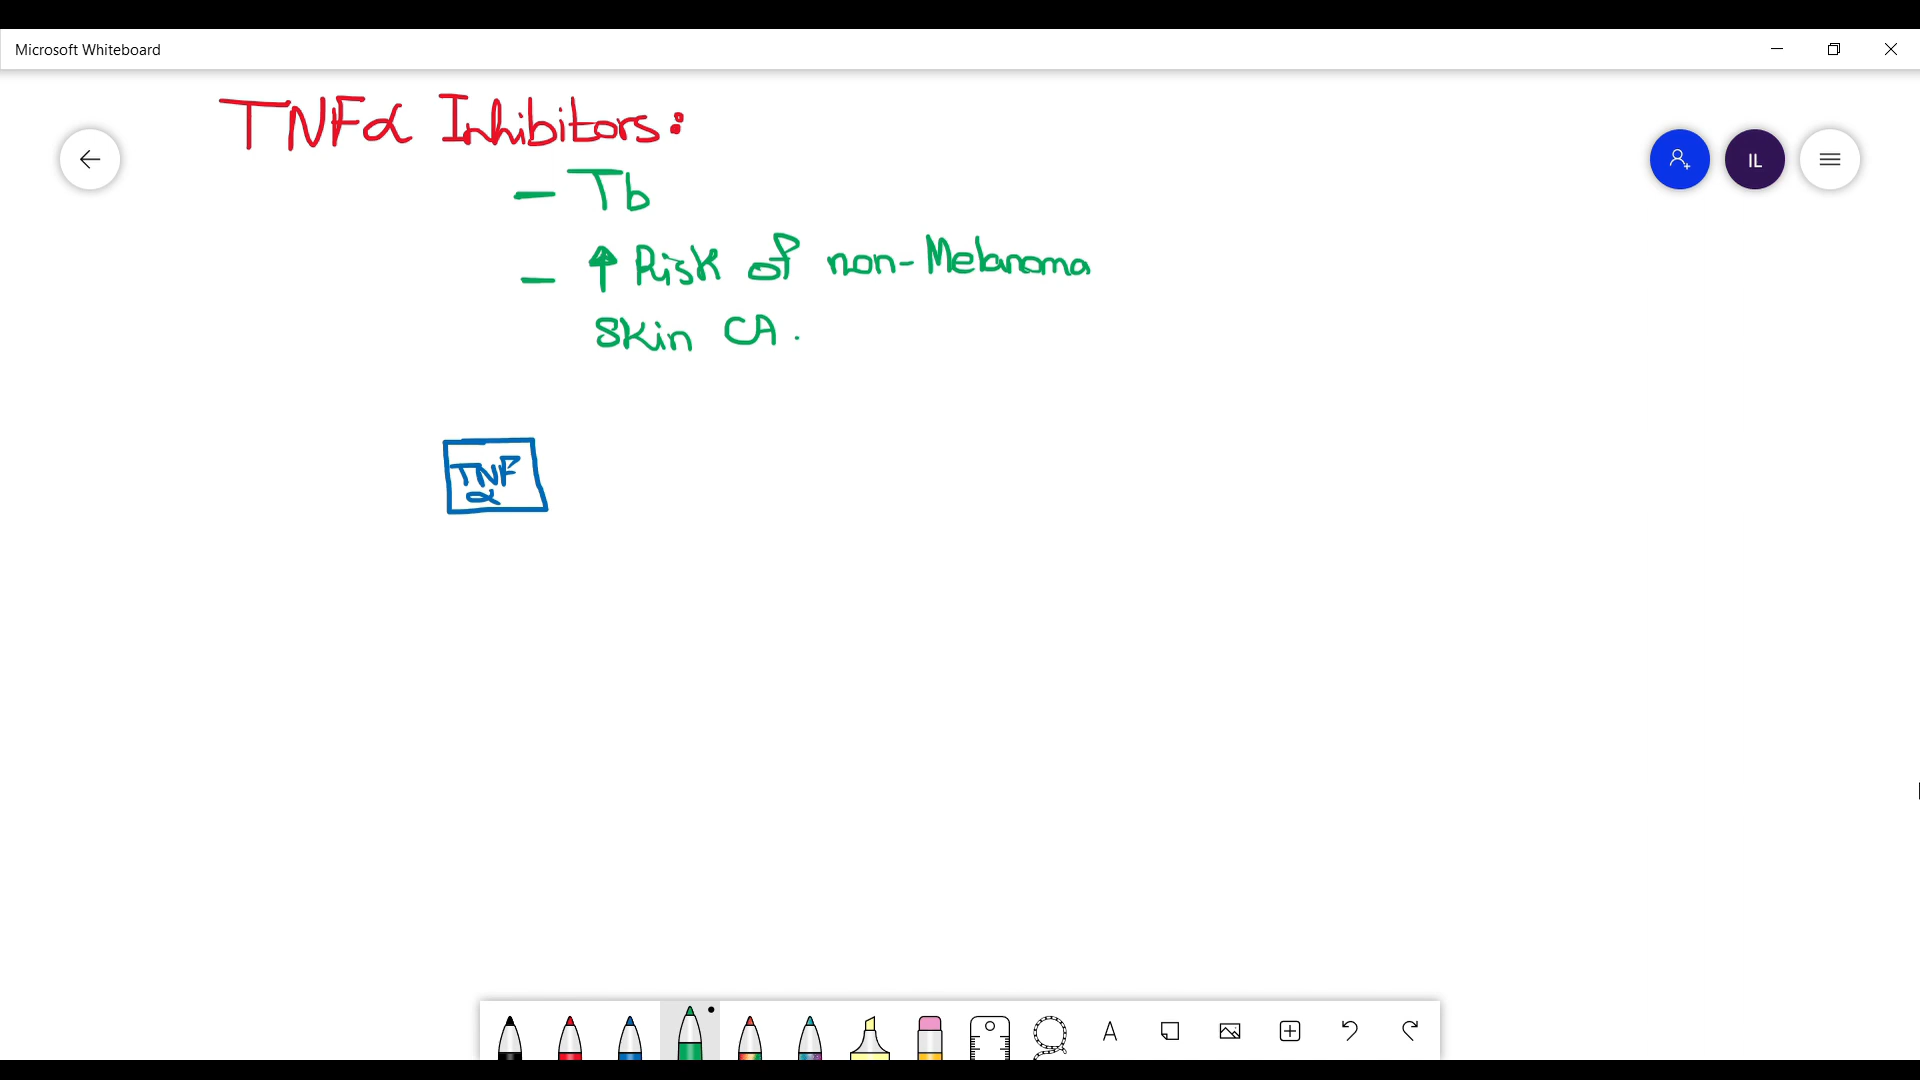 Microsoft Whiteboard
TNFα Inhibitors:
IL
- Tb
- ↑ Risk of non-Melanoma
Skin CA.
TNF
α
A